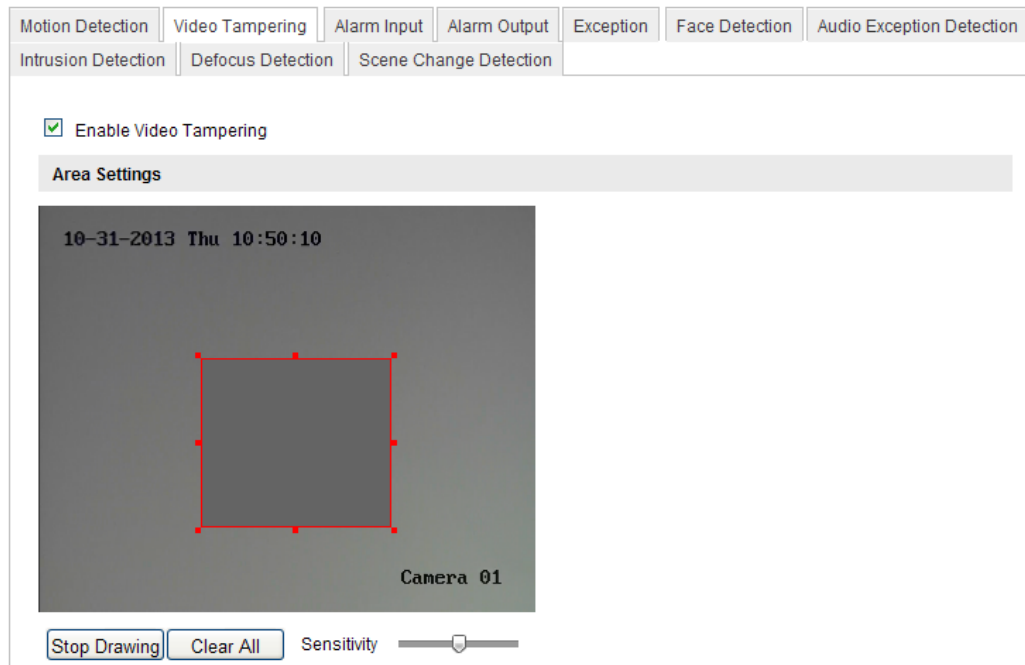 Motion Detection Video Tampering Alarm Input Alarm Output Exception Face Detection Audio Exception Detection
Intrusion Detection Defocus Detection Scene Change Detection
Enable Video Tampering
Area Settings
10-31-2013 Thu 10:50:10
Camera 01
Stop Drawing Clear All Sensitivity